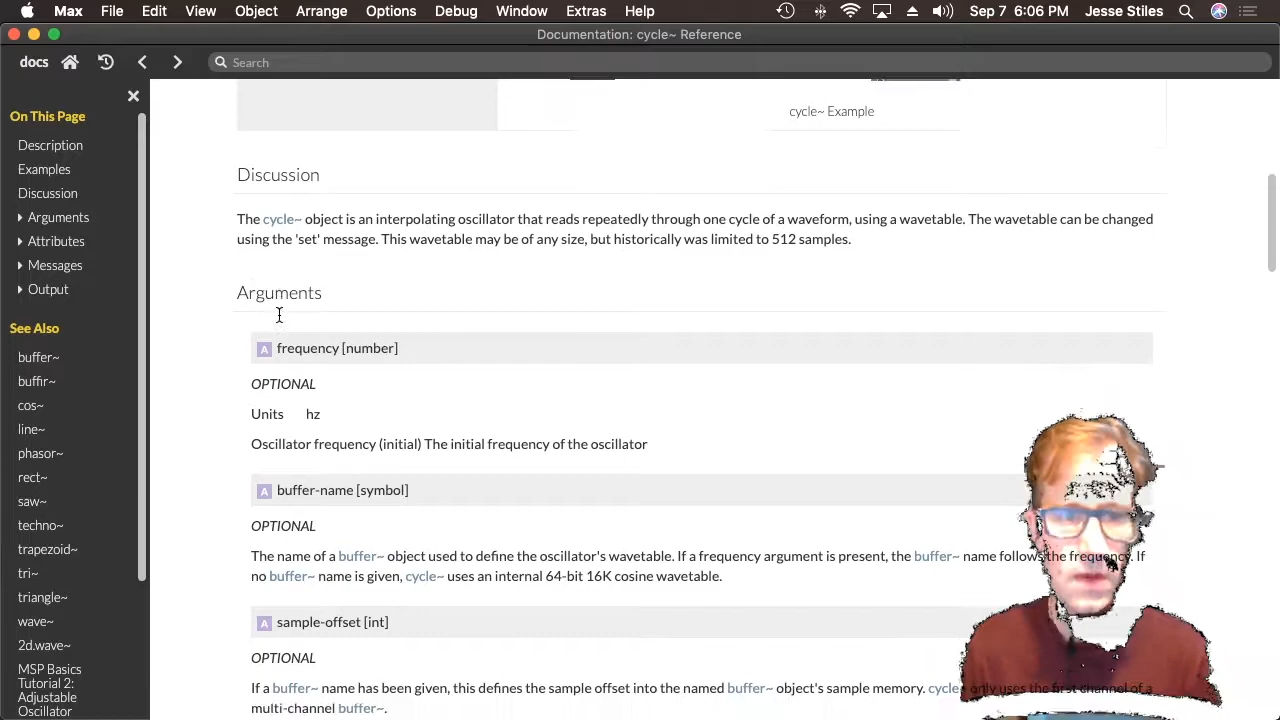 Max File Edit View Object Arrange Options Debug Window Extras Help Sep 7 6:06 PM Jesse Stiles
Documentation: cycle~ Reference
docs Search
On This Page
Description
Examples
Discussion
Arguments
Attributes
Messages
Output
See Also
buffer~
buffir~
cos~
line~
phasor~
rect~
saw~
techno~
trapezoid~
tri~
triangle~
wave~
2d.wave~
MSP Basics
Tutorial 2:
Adjustable
Oscillator
cycle~ Example
Discussion
The cycle~ object is an interpolating oscillator that reads repeatedly through one cycle of a waveform, using a wavetable. The wavetable can be changed
using the 'set' message. This wavetable may be of any size, but historically was limited to 512 samples.
Arguments
A frequency [number]
OPTIONAL
Units hz
Oscillator frequency (initial) The initial frequency of the oscillator
A buffer-name [symbol]
OPTIONAL
The name of a buffer~ object used to define the oscillator's wavetable. If a frequency argument is present, the buffer~ name follows the frequency. If
no buffer~ name is given, cycle~ uses an internal 64-bit 16K cosine wavetable.
A sample-offset [int]
OPTIONAL
If a buffer~ name has been given, this defines the sample offset into the named buffer~ object's sample memory. cycle~ only uses the first channel of a
multi-channel buffer~.